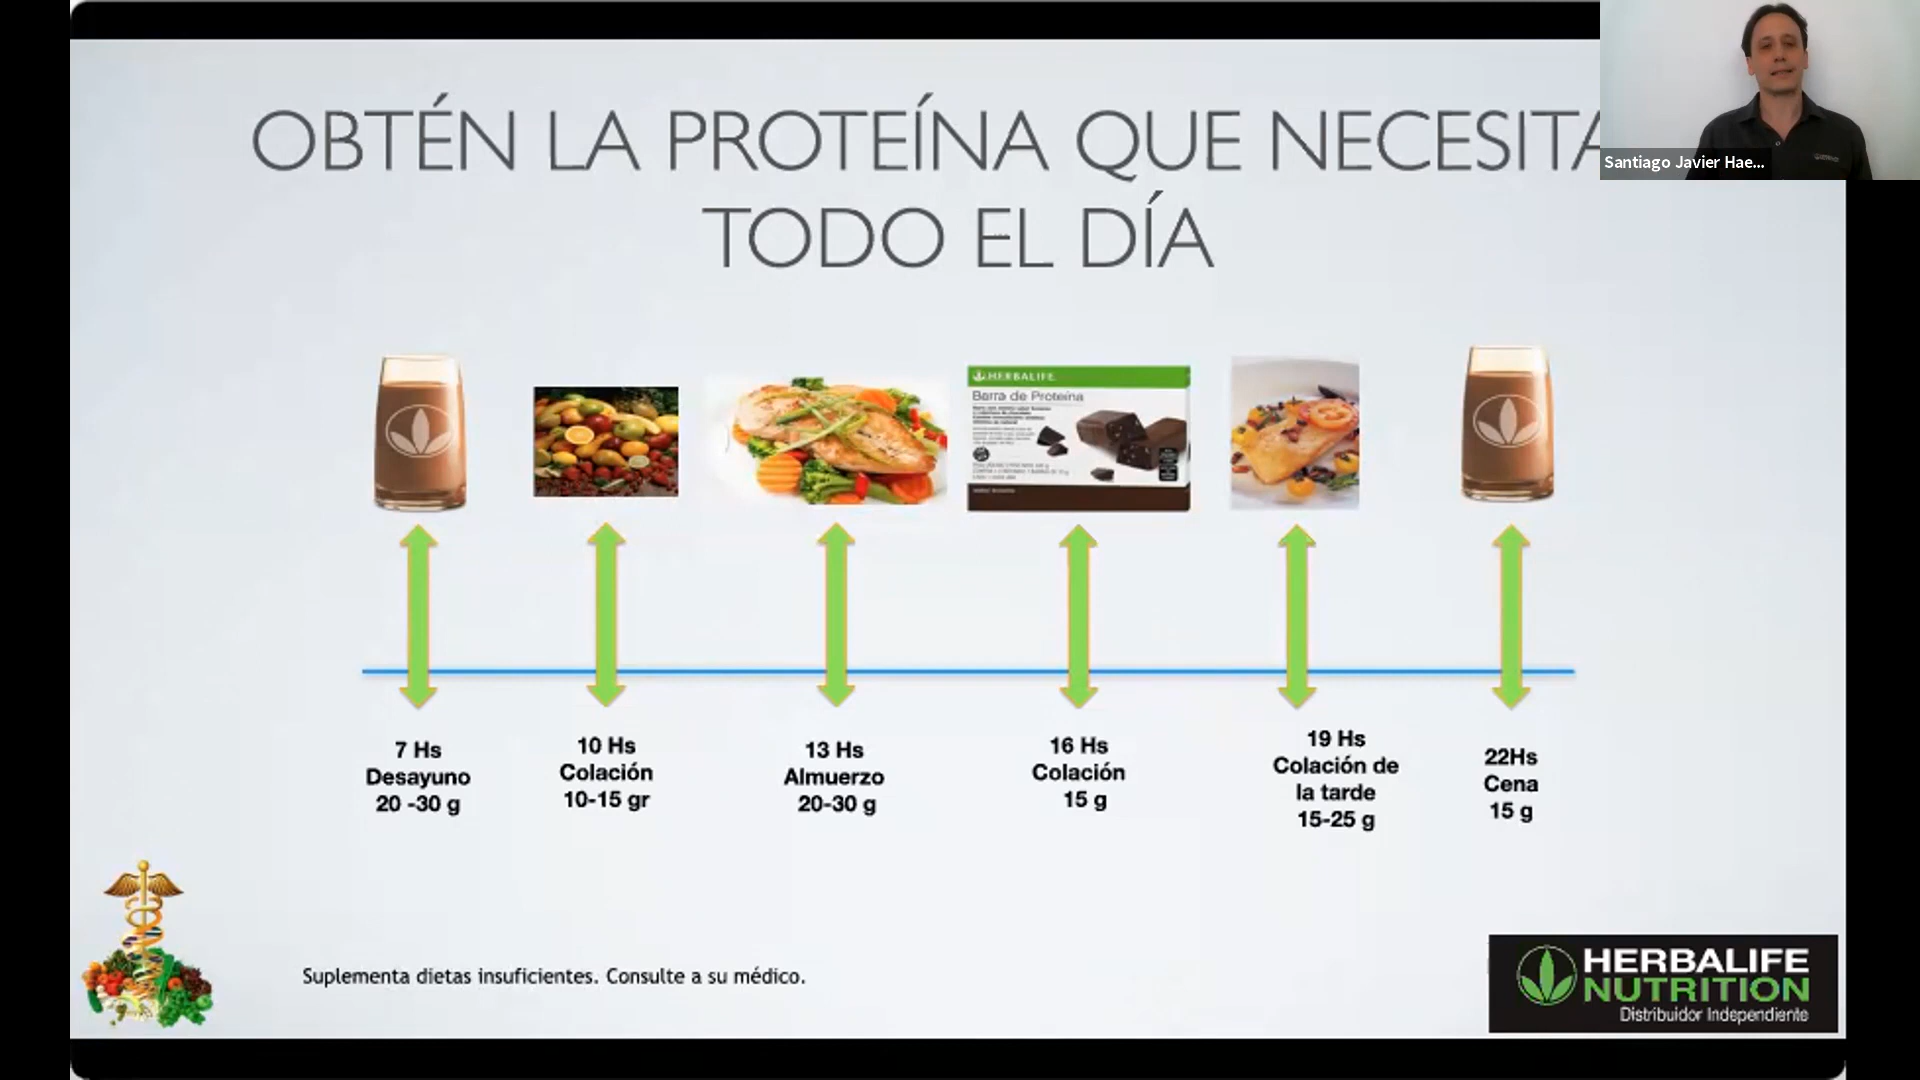 OBTÉN LA PROTEÍNA QUE NECESITA
TODO EL DÍA
Santiago Javier Hae...
HERBALIFE
Barra de Proteína
7 Hs
Desayuno
20 -30 g
10 Hs
Colación
10-15 gr
13 Hs
Almuerzo
20-30 g
16 Hs
Colación
15 g
19 Hs
Colación de
la tarde
15-25 g
22Hs
Cena
15 g
Suplementa dietas insuficientes. Consulte a su médico.
HERBALIFE
NUTRITION
Distribuidor Independiente